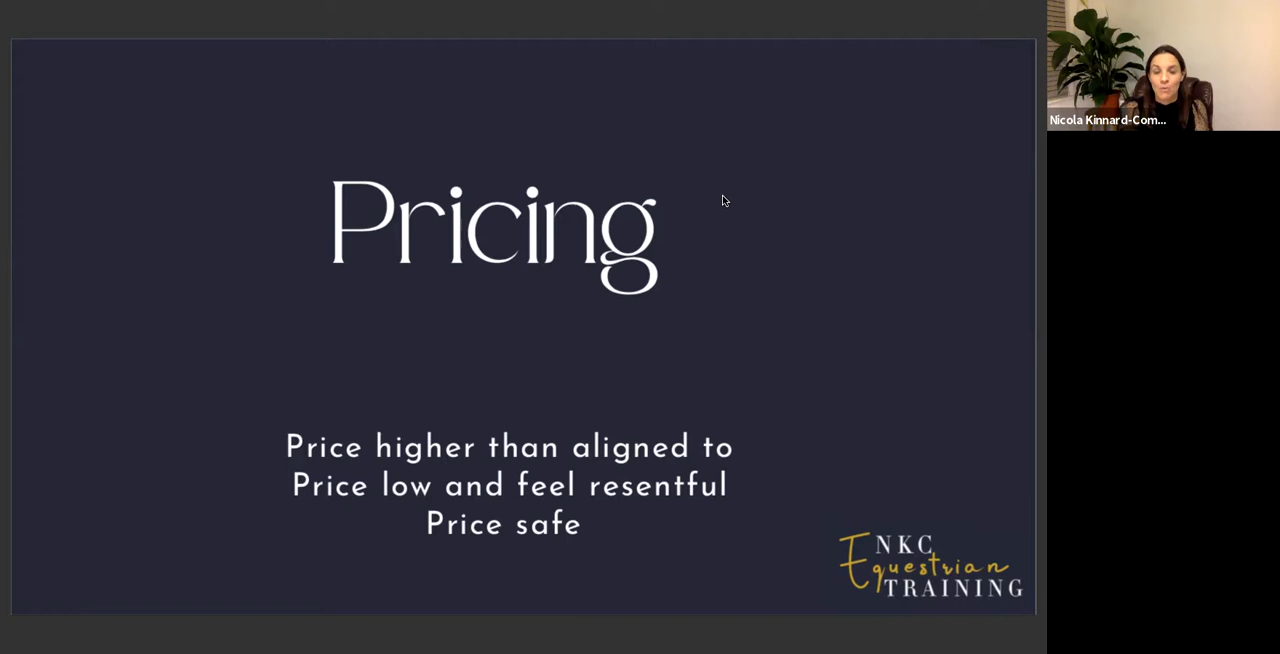 Pricing
Price higher than aligned to
Price low and feel resentful
Price safe
NKC
Equestrian
TRAINING
Nicola Kinnard-Com...